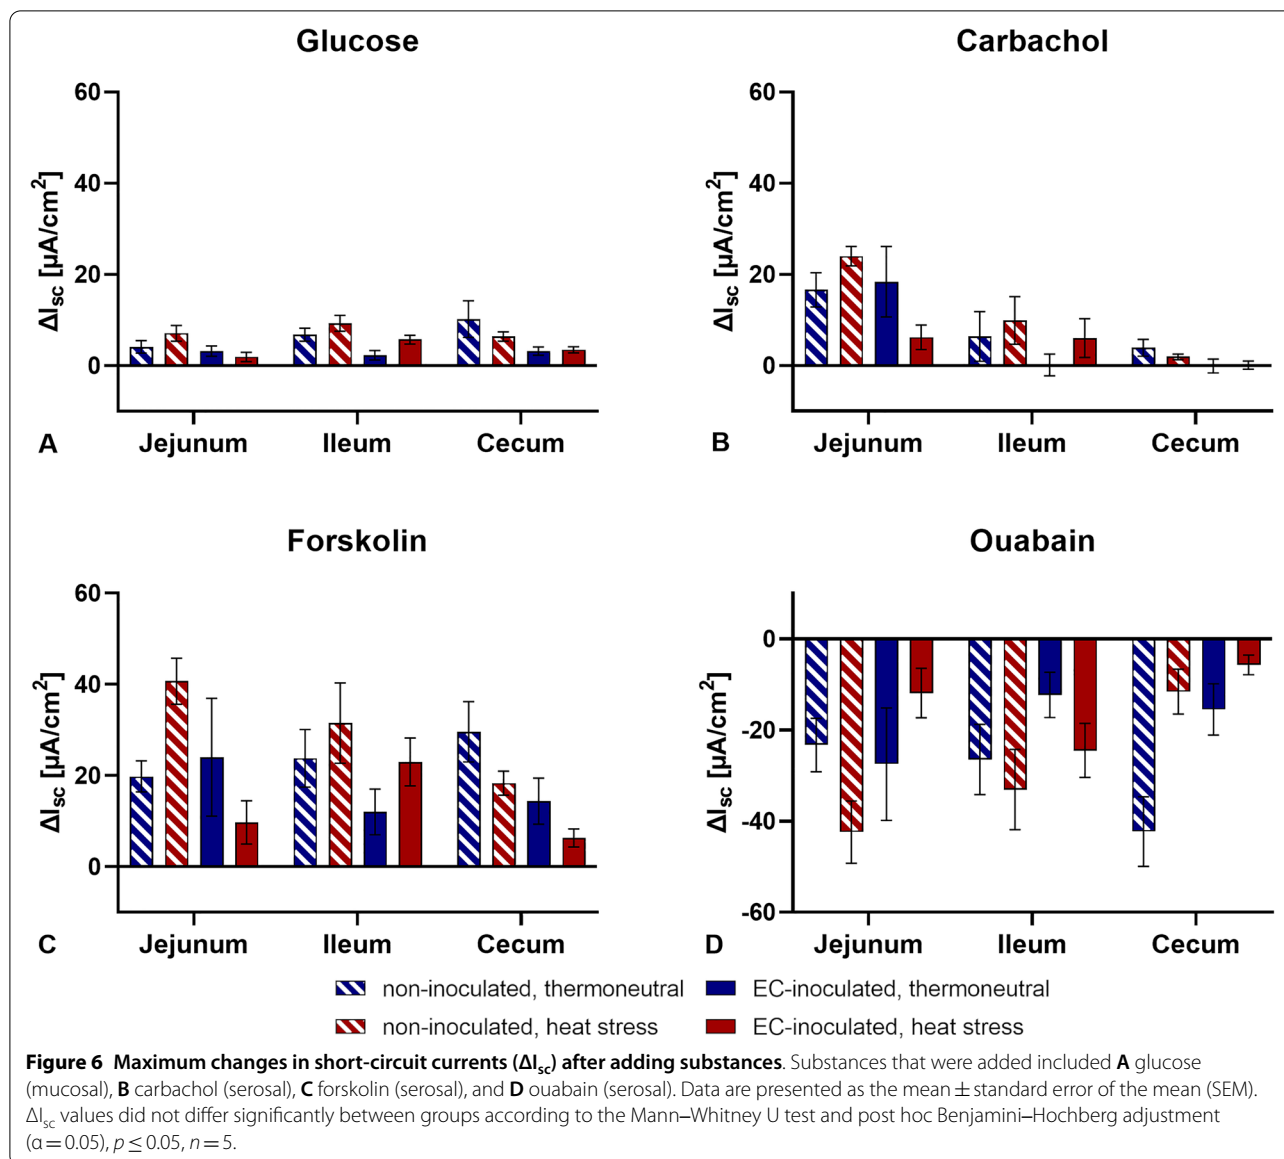 Glucose
60
40
20
0
ΔIsc [µA/cm2]
Jejunum
Ileum
Cecum
A
Carbachol
60
40
20
0
ΔIsc [µA/cm2]
Jejunum
Ileum
Cecum
B
Forskolin
60
40
20
0
ΔIsc [µA/cm2]
Jejunum
Ileum
Cecum
C
Ouabain
0
-20
-40
-60
ΔIsc [µA/cm2]
Jejunum
Ileum
Cecum
D
non-inoculated, thermoneutral
EC-inoculated, thermoneutral
non-inoculated, heat stress
EC-inoculated, heat stress
Figure 6 Maximum changes in short-circuit currents (ΔIsc) after adding substances. Substances that were added included A glucose
(mucosal), B carbachol (serosal), C forskolin (serosal), and D ouabain (serosal). Data are presented as the mean ± standard error of the mean (SEM).
ΔIsc values did not differ significantly between groups according to the Mann–Whitney U test and post hoc Benjamini–Hochberg adjustment
(α = 0.05), p ≤ 0.05, n = 5.